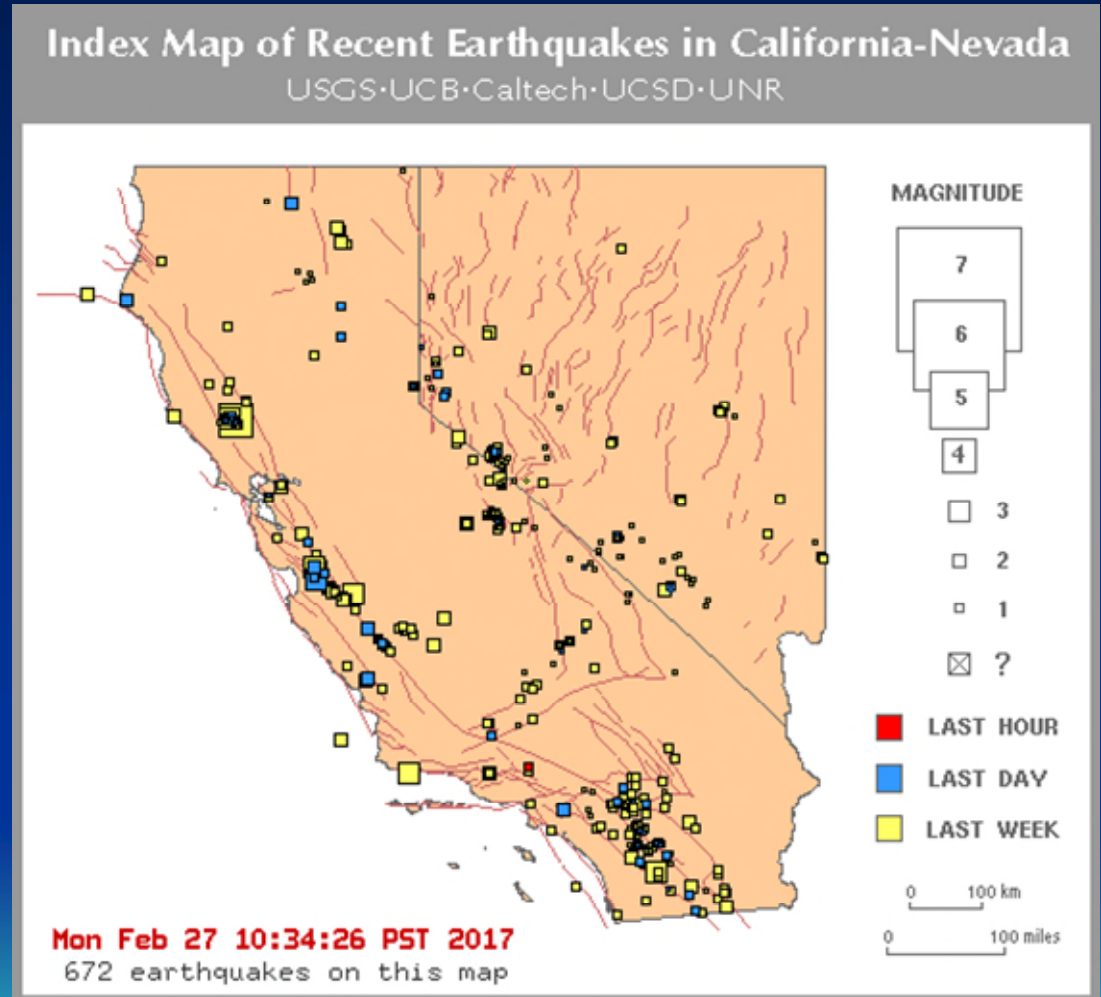 Index Map of Recent Earthquakes in California-Nevada
USGS·UCB·Caltech·UCSD·UNR
MAGNITUDE
7
6
5
4
3
2
1
?
LAST HOUR
LAST DAY
LAST WEEK
0 100 km
0 100 miles
Mon Feb 27 10:34:26 PST 2017
672 earthquakes on this map